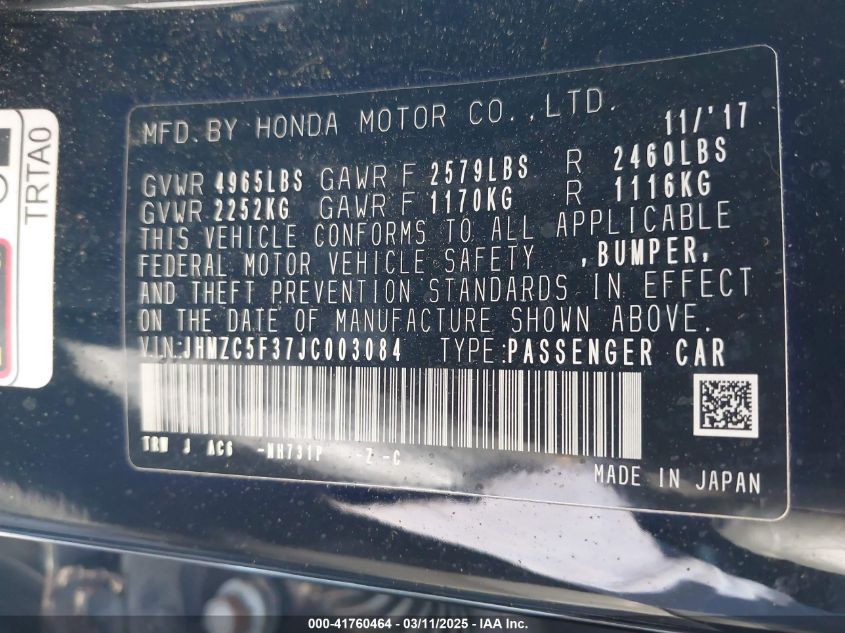 MFD. BY HONDA MOTOR CO., LTD. 11/'17
GVWR 4965LBS GAWR F 2579LBS R 2460LBS
GVWR 2252KG GAWR F 1170KG R 1116KG
THIS VEHICLE CONFORMS TO ALL APPLICABLE
FEDERAL MOTOR VEHICLE SAFETY , BUMPER,
AND THEFT PREVENTION STANDARDS IN EFFECT
ON THE DATE OF MANUFACTURE SHOWN ABOVE.
VIN:JHMZC5F37JC003084 TYPE:PASSENGER CAR
TRW J AC6 -NH731P -Z -C
MADE IN JAPAN
TRTA0
000-41760464 - 03/11/2025 - IAA Inc.